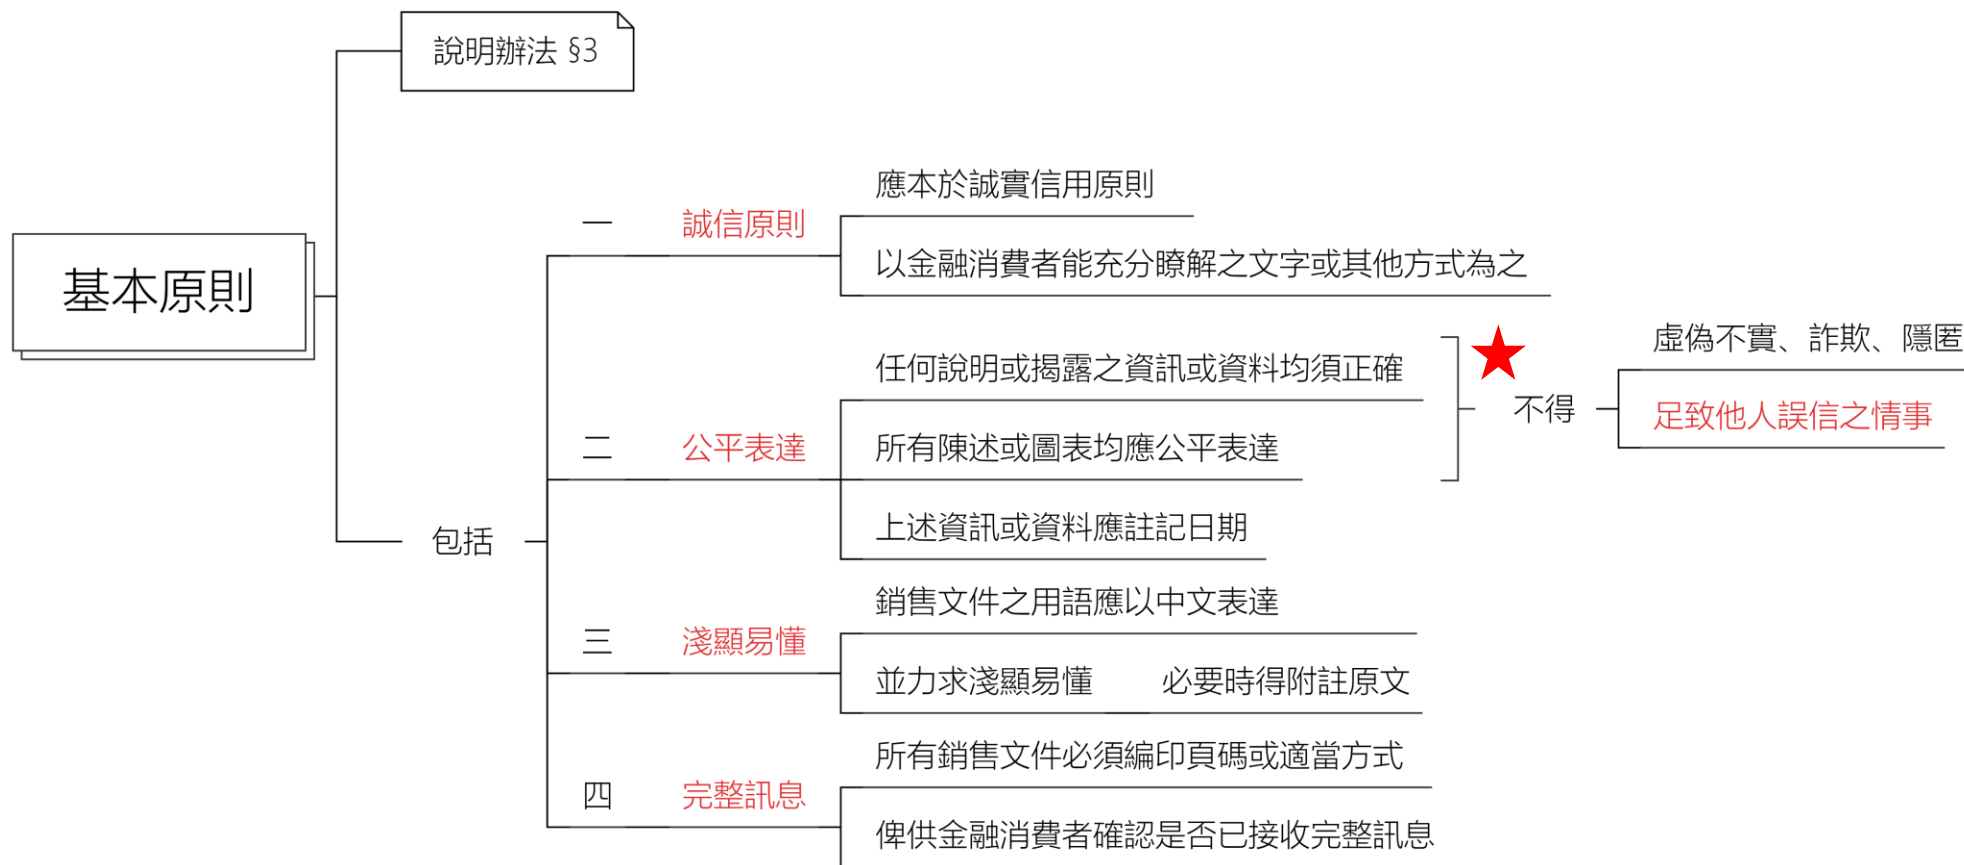 說明辦法 §3
基本原則
包括
一 誠信原則
應本於誠實信用原則
以金融消費者能充分瞭解之文字或其他方式為之
二 公平表達
任何說明或揭露之資訊或資料均須正確
所有陳述或圖表均應公平表達
不得
虛偽不實、詐欺、隱匿
足致他人誤信之情事
上述資訊或資料應註記日期
三 淺顯易懂
銷售文件之用語應以中文表達
並力求淺顯易懂 必要時得附註原文
四 完整訊息
所有銷售文件必須編印頁碼或適當方式
俾供金融消費者確認是否已接收完整訊息